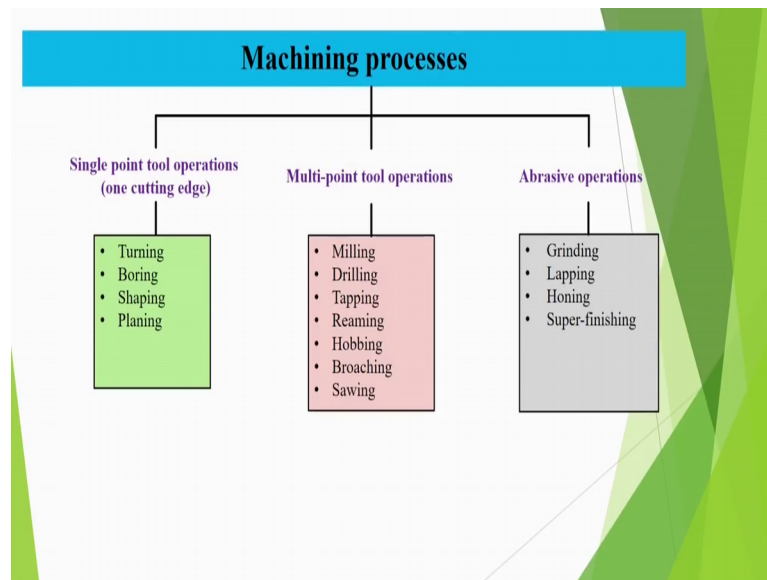 Machining processes
Single point tool operations
(one cutting edge)
• Turning
• Boring
• Shaping
• Planing
Multi-point tool operations
• Milling
• Drilling
• Tapping
• Reaming
• Hobbing
• Broaching
• Sawing
Abrasive operations
• Grinding
• Lapping
• Honing
• Super-finishing